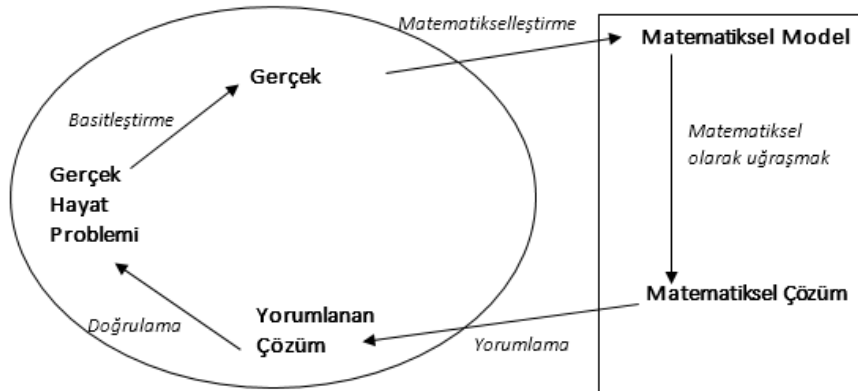 Matematikselleştirme
Matematiksel Model
Gerçek
Basitleştirme
Matematiksel
olarak uğraşmak
Gerçek
Hayat
Problemi
Matematiksel Çözüm
Yorumlanan
Çözüm
Doğrulama
Yorumlama